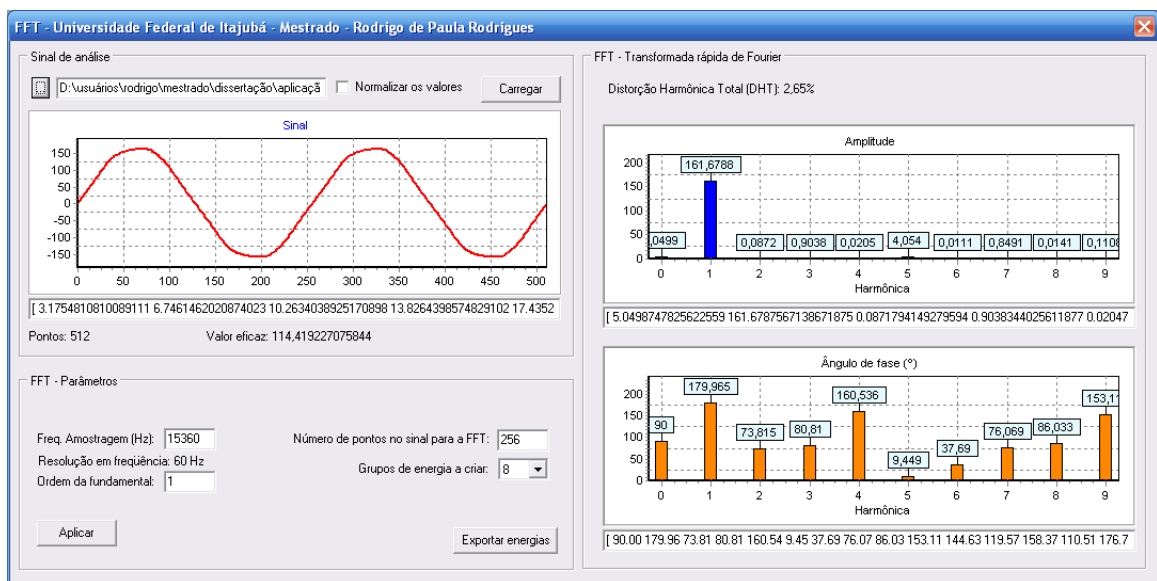 FFT - Universidade Federal de Itajubá - Mestrado - Rodrigo de Paula Rodrigues
Sinal de análise
D:\usuários\rodrigo\mestrado\dissertação\aplicaçã
Normalizar os valores
Carregar
Sinal
150
100
50
0
-50
-100
-150
0 50 100 150 200 250 300 350 400 450 500
[ 3.1754810810089111 6.7461462020874023 10.2634038925170898 13.8264398574829102 17.4352
Pontos: 512
Valor eficaz: 114,419227075844
FFT - Parâmetros
Freq. Amostragem (Hz): 15360
Resolução em freqüência: 60 Hz
Ordem da fundamental: 1
Número de pontos no sinal para a FFT: 256
Grupos de energia a criar: 8
Aplicar
Exportar energias
FFT - Transformada rápida de Fourier
Distorção Harmônica Total (DHT): 2,65%
Amplitude
200
150
100
50
0
,0499 161,6788 0,0872 0,9038 0,0205 4,054 0,0111 0,8491 0,0141 0,1108
0 1 2 3 4 5 6 7 8 9
Harmônica
[ 5.0498747825622559 161.6787567138671875 0.0871794149279594 0.9038344025611877 0.02047
Ângulo de fase (°)
200
150
100
50
0
90 179,965 73,815 80,81 160,536 9,449 37,69 76,069 86,033 153,11
0 1 2 3 4 5 6 7 8 9
Harmônica
[ 90.00 179.96 73.81 80.81 160.54 9.45 37.69 76.07 86.03 153.11 144.63 119.57 158.37 110.51 176.7